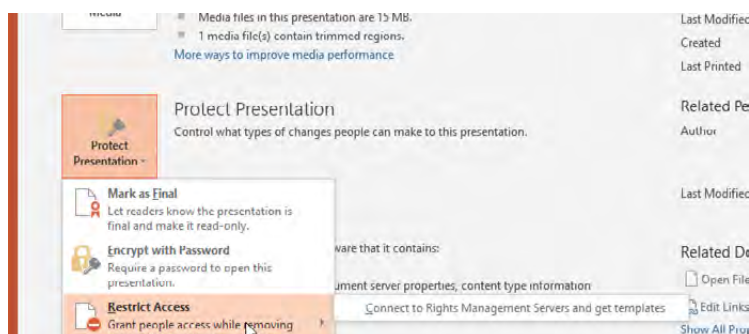 Media files in this presentation are 15 MB.
1 media file(s) contain trimmed regions.
More ways to improve media performance
Last Modified
Created
Last Printed
Protect Presentation
Control what types of changes people can make to this presentation.
Protect
Presentation
Related Pe
Author
Mark as Final
Let readers know the presentation is
final and make it read-only.
Last Modified
Encrypt with Password
Require a password to open this
presentation.
ware that it contains:
ument server properties, content type information
Related Do
Open File
Restrict Access
Grant people access while removing
Connect to Rights Management Servers and get templates
Edit Links
Show All Prop